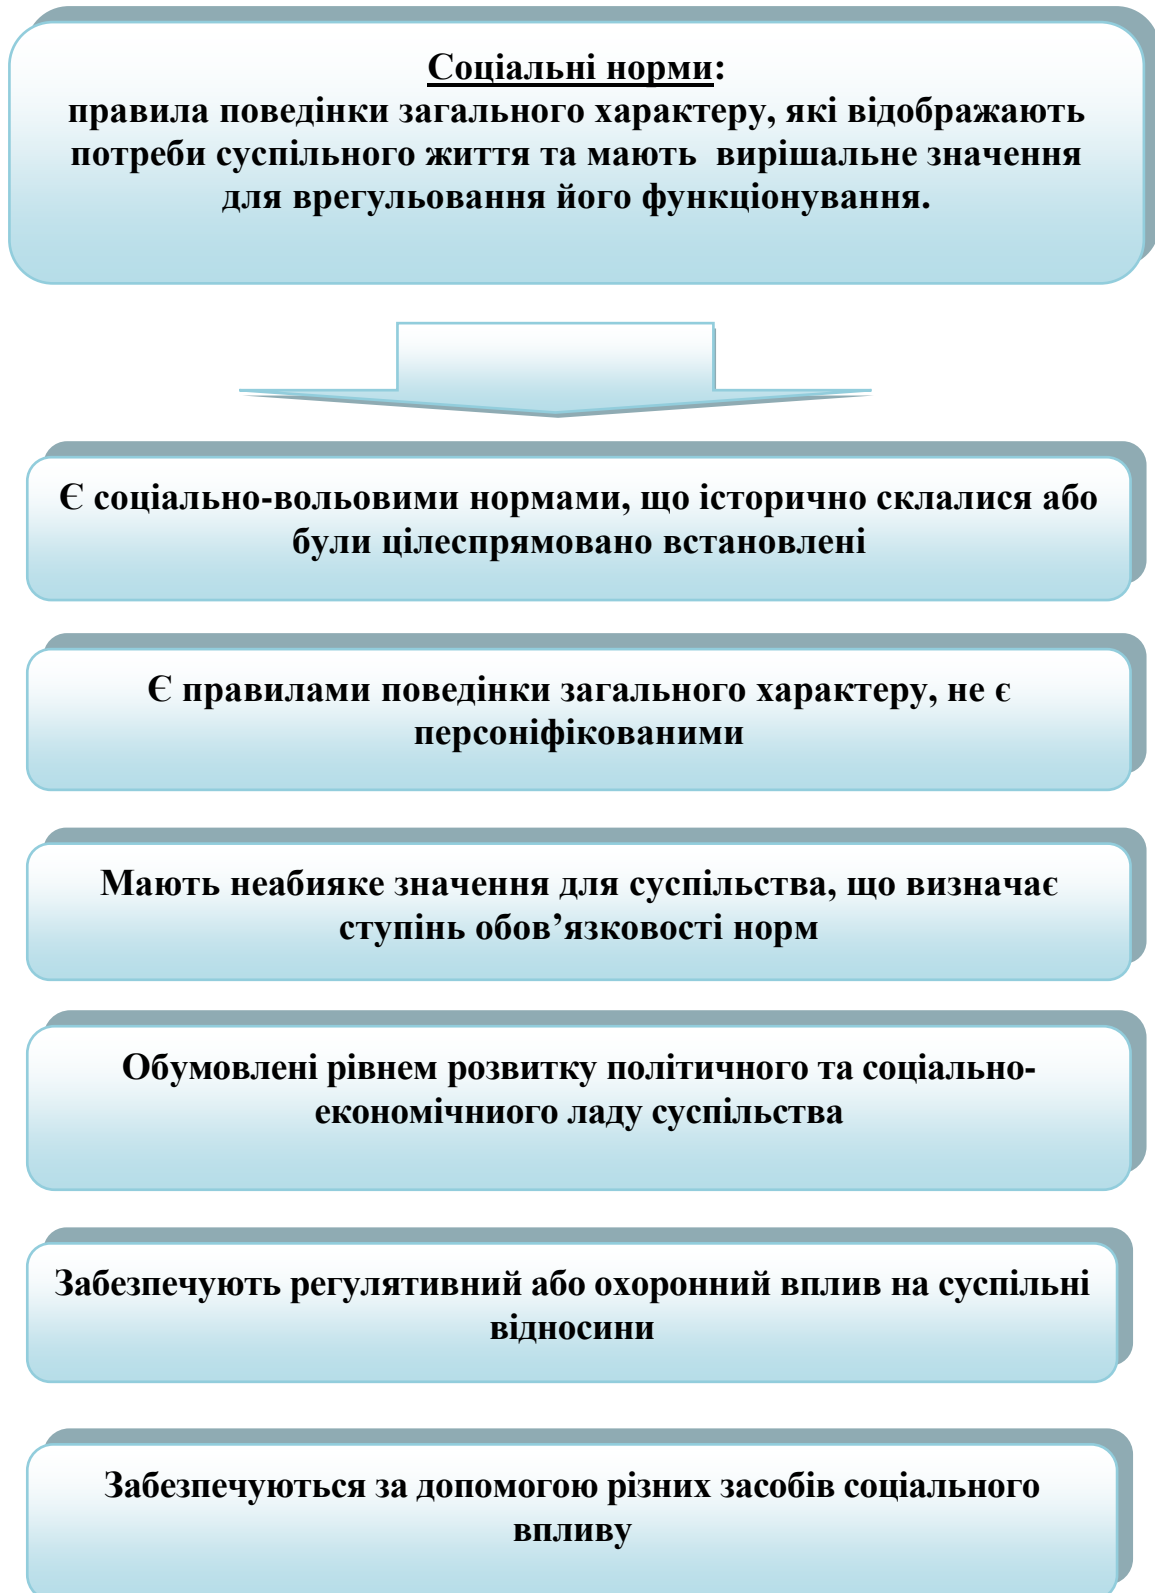 Соціальні норми:
правила поведінки загального характеру, які відображають
потреби суспільного життя та мають вирішальне значення
для врегульовання його функціонування.
Є соціально-вольовими нормами, що історично склалися або
були цілеспрямовано встановлені
Є правилами поведінки загального характеру, не є
персоніфікованими
Мають неабияке значення для суспільства, що визначає
ступінь обов’язковості норм
Обумовлені рівнем розвитку політичного та соціально-
економічниого ладу суспільства
Забезпечують регулятивний або охоронний вплив на суспільні
відносини
Забезпечуються за допомогою різних засобів соціального
впливу